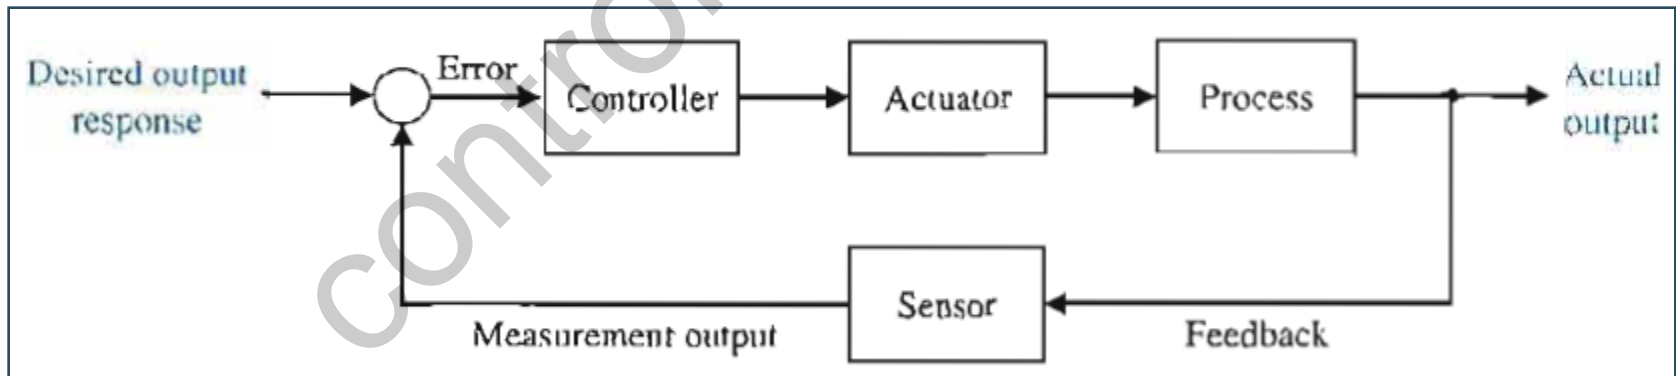 Desired output
response
Error
Controller
Actuator
Process
Actual
output
Sensor
Measurement output
Feedback
contro